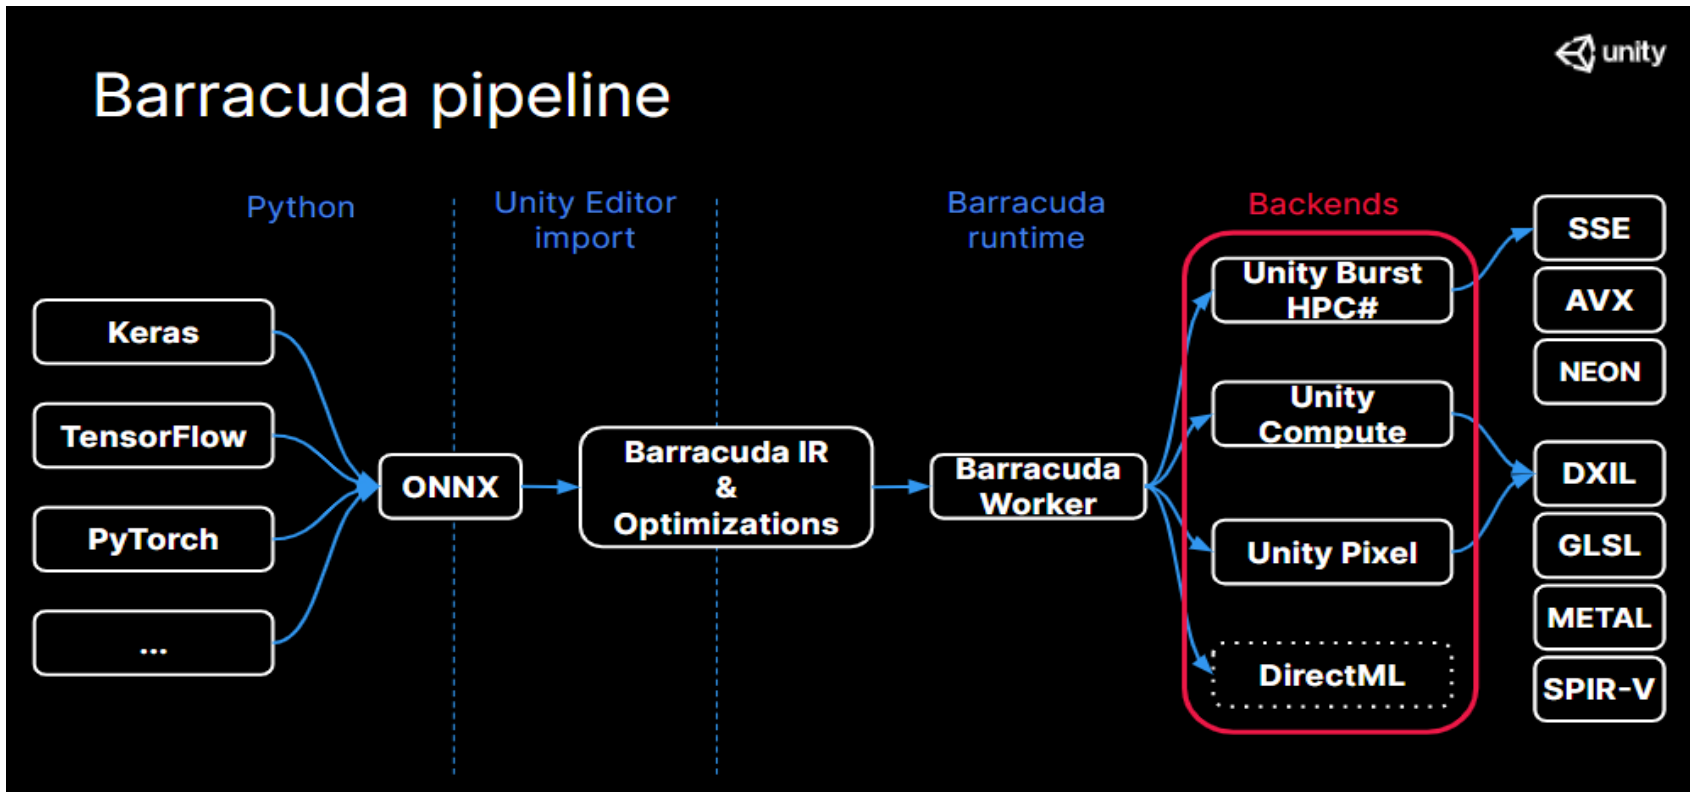 unity
Barracuda pipeline
Python
Unity Editor
import
Barracuda
runtime
Backends
Keras
TensorFlow
PyTorch
...
ONNX
Barracuda IR
&
Optimizations
Barracuda
Worker
Unity Burst
HPC#
Unity
Compute
Unity Pixel
DirectML
SSE
AVX
NEON
DXIL
GLSL
METAL
SPIR-V